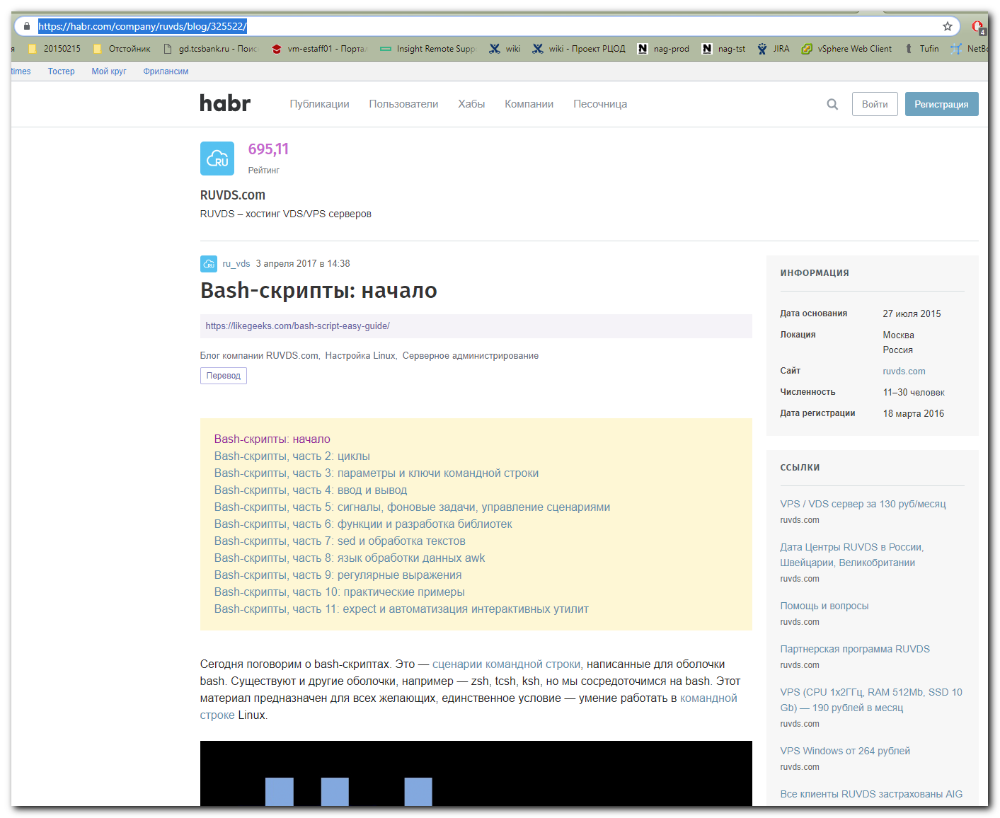 https://habr.com/company/ruvds/blog/325522/
4
я 20150215 Отстойник gd.tcsbank.ru - Поис vm-estaff01 - Портал Insight Remote Supp wiki wiki - Проект РЦОД nag-prod nag-tst JIRA vSphere Web Client Tufin NetBo
times Тостер Мой круг Фрилансим
habr Публикации Пользователи Хабы Компании Песочница Войти Регистрация
RU
695,11
Рейтинг
RUVDS.com
RUVDS – хостинг VDS/VPS серверов
ru_vds 3 апреля 2017 в 14:38
Bash-скрипты: начало
https://likegeeks.com/bash-script-easy-guide/
Блог компании RUVDS.com, Настройка Linux, Серверное администрирование
Перевод
Bash-скрипты: начало
Bash-скрипты, часть 2: циклы
Bash-скрипты, часть 3: параметры и ключи командной строки
Bash-скрипты, часть 4: ввод и вывод
Bash-скрипты, часть 5: сигналы, фоновые задачи, управление сценариями
Bash-скрипты, часть 6: функции и разработка библиотек
Bash-скрипты, часть 7: sed и обработка текстов
Bash-скрипты, часть 8: язык обработки данных awk
Bash-скрипты, часть 9: регулярные выражения
Bash-скрипты, часть 10: практические примеры
Bash-скрипты, часть 11: expect и автоматизация интерактивных утилит
Сегодня поговорим о bash-скриптах. Это — сценарии командной строки, написанные для оболочки
bash. Существуют и другие оболочки, например — zsh, tcsh, ksh, но мы сосредоточимся на bash. Этот
материал предназначен для всех желающих, единственное условие — умение работать в командной
строке Linux.
ИНФОРМАЦИЯ
Дата основания 27 июля 2015
Локация Москва
Россия
Сайт ruvds.com
Численность 11–30 человек
Дата регистрации 18 марта 2016
ССЫЛКИ
VPS / VDS сервер за 130 руб/месяц
ruvds.com
Дата Центры RUVDS в России,
Швейцарии, Великобритании
ruvds.com
Помощь и вопросы
ruvds.com
Партнерская программа RUVDS
ruvds.com
VPS (CPU 1x2ГГц, RAM 512Mb, SSD 10
Gb) — 190 рублей в месяц
ruvds.com
VPS Windows от 264 рублей
ruvds.com
Все клиенты RUVDS застрахованы AIG